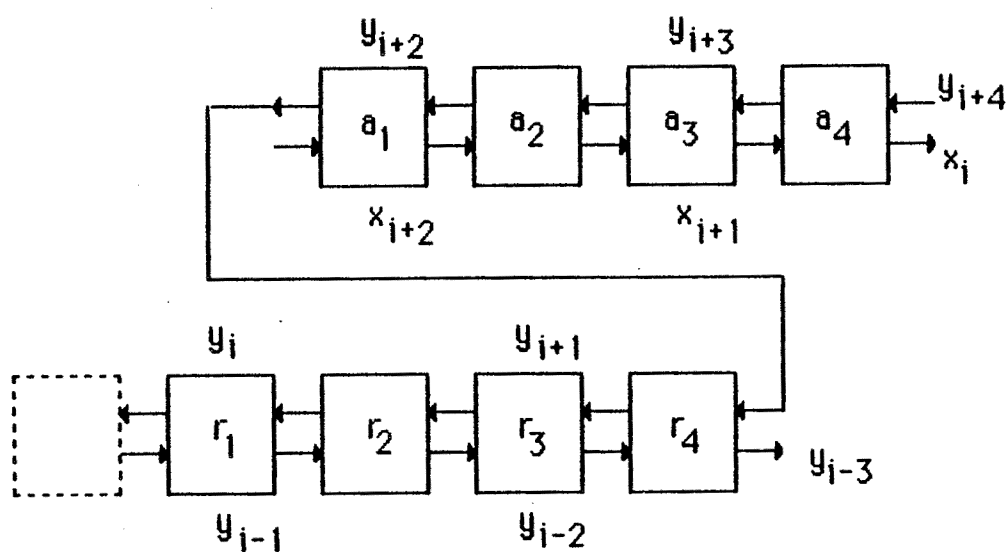 y_{i+2} y_{i+3}
a_1 a_2 a_3 a_4 y_{i+4}
x_i
x_{i+2} x_{i+1}
y_i y_{i+1}
r_1 r_2 r_3 r_4
y_{i-3}
y_{i-1} y_{i-2}